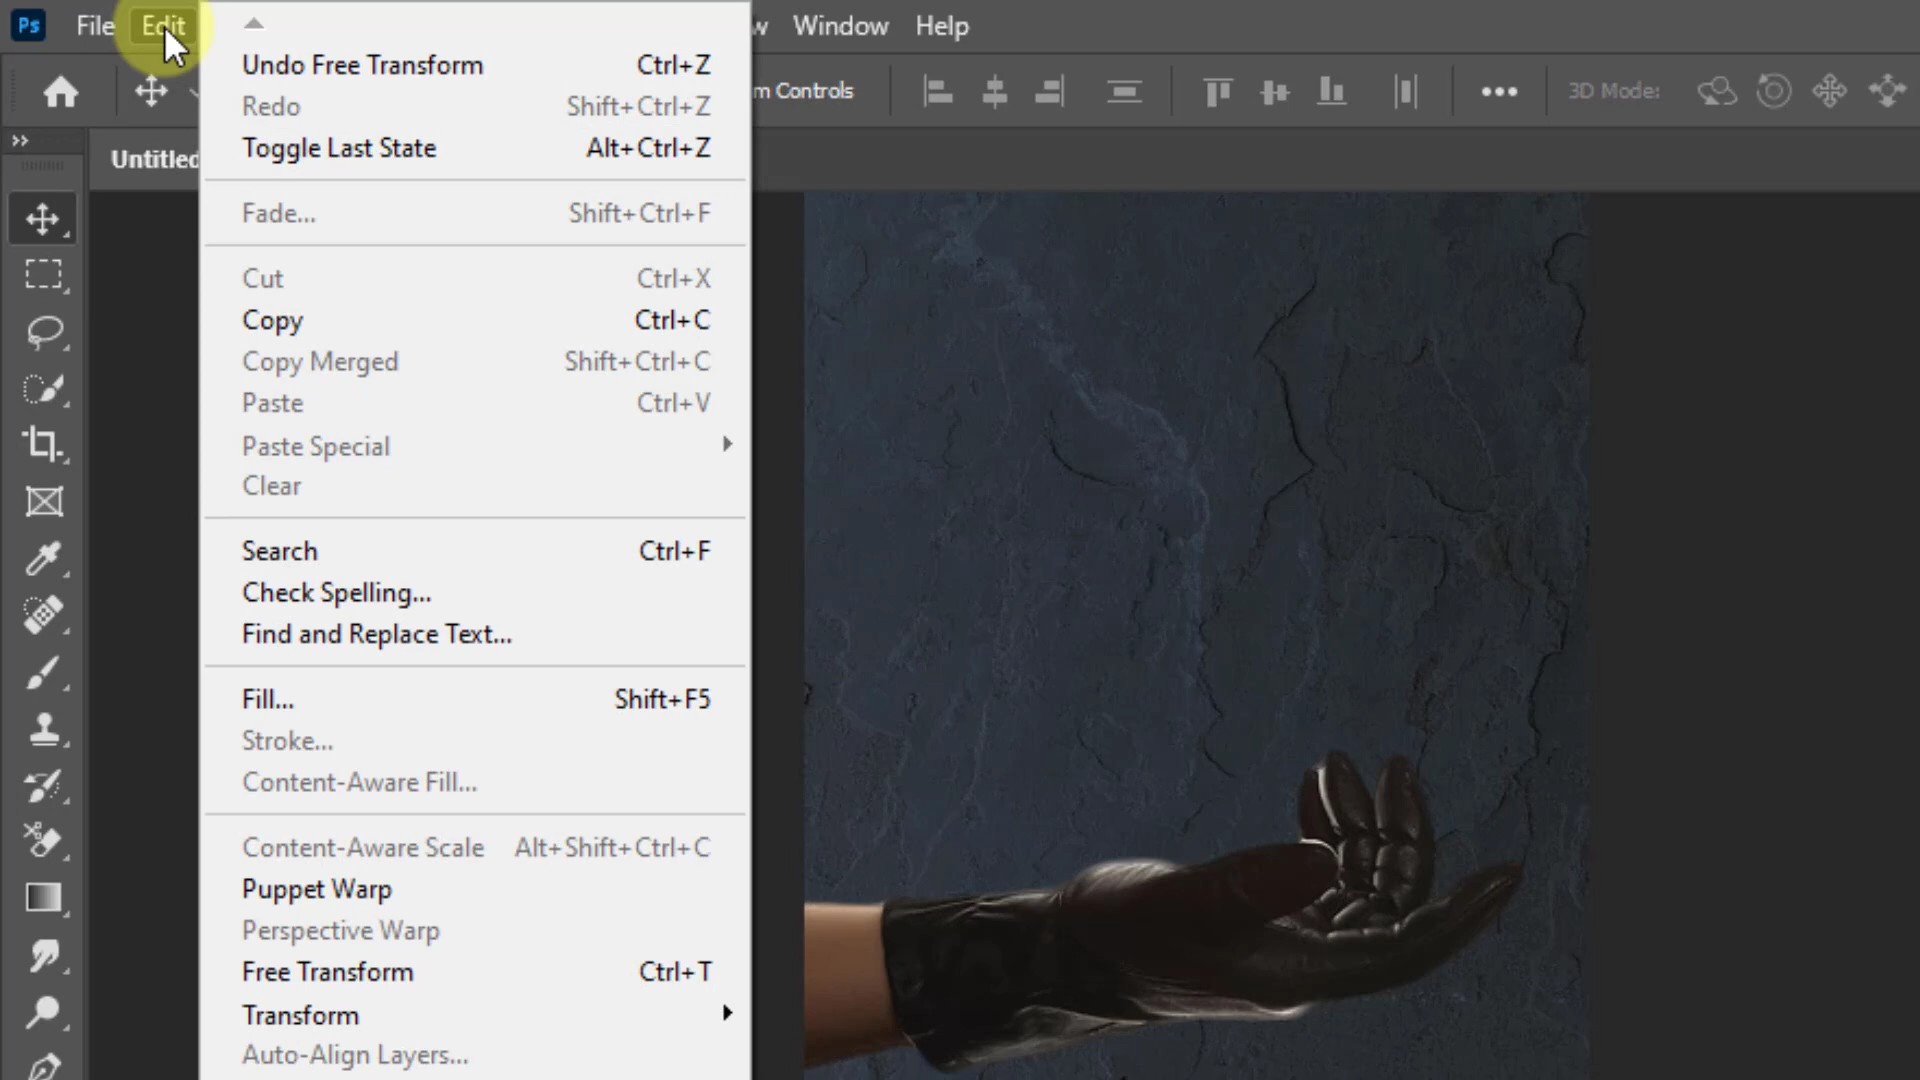 Ps File Edit w Window Help
Undo Free Transform Ctrl+Z
Redo Shift+Ctrl+Z
m Controls 3D Mode:
Toggle Last State Alt+Ctrl+Z
Untitled
Fade... Shift+Ctrl+F
Cut Ctrl+X
Copy Ctrl+C
Copy Merged Shift+Ctrl+C
Paste Ctrl+V
Paste Special
Clear
Search Ctrl+F
Check Spelling...
Find and Replace Text...
Fill... Shift+F5
Stroke...
Content-Aware Fill...
Content-Aware Scale Alt+Shift+Ctrl+C
Puppet Warp
Perspective Warp
Free Transform Ctrl+T
Transform
Auto-Align Layers...